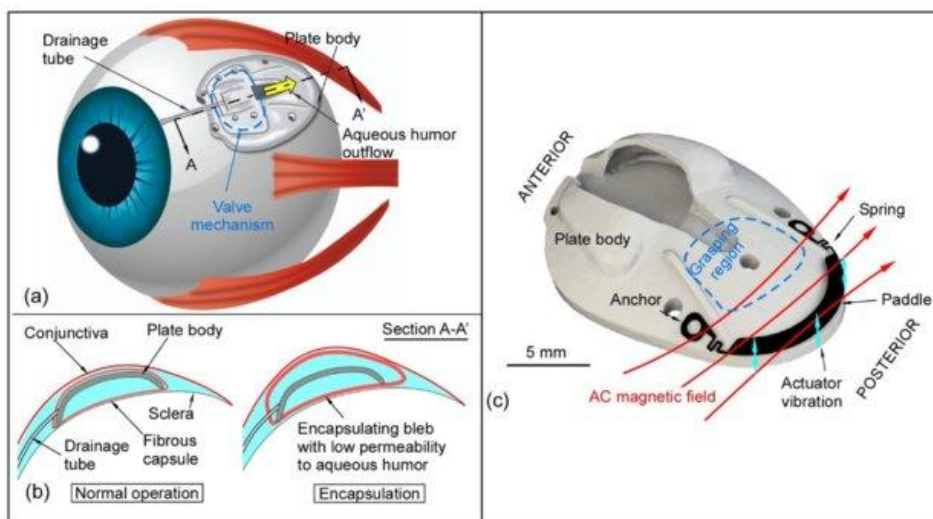 Drainage
tube
Plate body
A'
A
Aqueous humor
outflow
Valve
mechanism
(a)
Conjunctiva
Plate body
Section A-A'
Sclera
Drainage
tube
Fibrous
capsule
Encapsulating bleb
with low permeability
to aqueous humor
(b)
Normal operation
Encapsulation
ANTERIOR
Spring
Plate body
Grasping
region
Anchor
Paddle
5 mm
POSTERIOR
Actuator
vibration
AC magnetic field
(c)